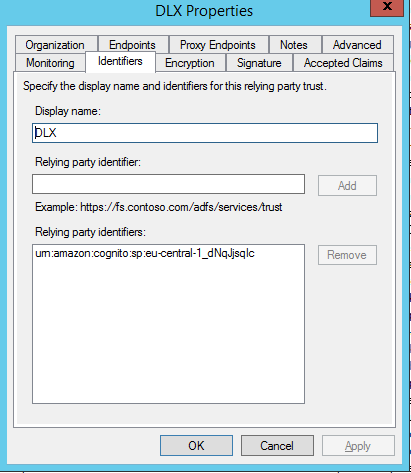 DLX Properties
x
Organization Endpoints Proxy Endpoints Notes Advanced
Monitoring Identifiers Encryption Signature Accepted Claims
Specify the display name and identifiers for this relying party trust.
Display name:
DLX
Relying party identifier:
Add
Example: https://fs.contoso.com/adfs/services/trust
Relying party identifiers:
urn:amazon:cognito:sp:eu-central-1_dNqJjsqIc
Remove
OK Cancel Apply